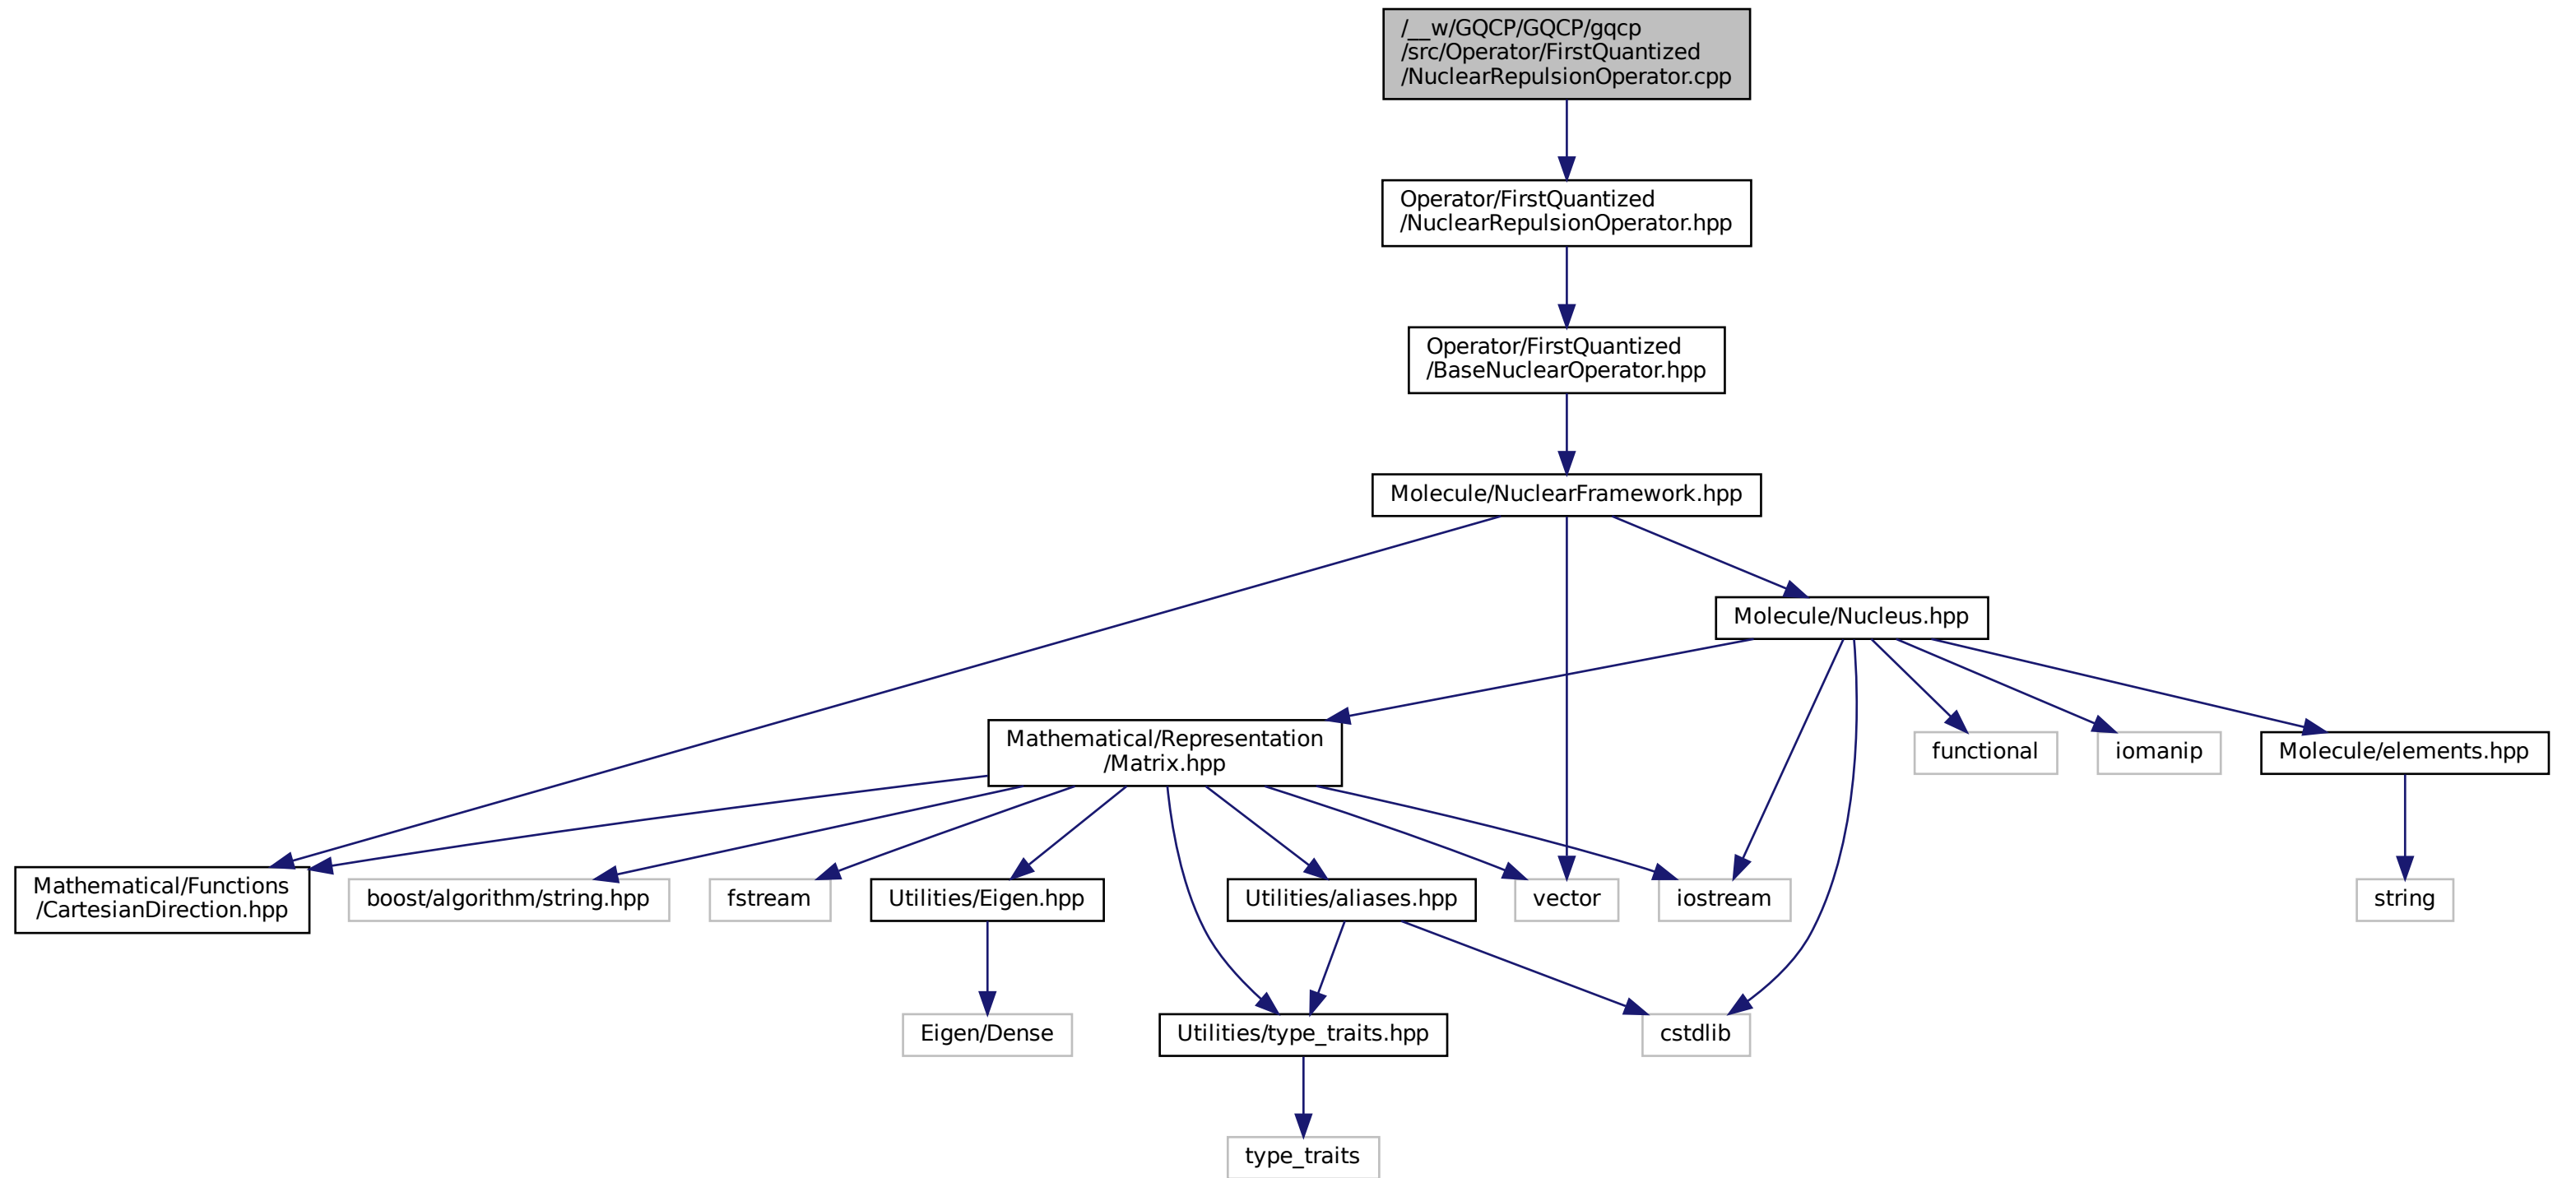 /__w/GQCP/GQCP/gqcp
/src/Operator/FirstQuantized
/NuclearRepulsionOperator.cpp
Operator/FirstQuantized
/NuclearRepulsionOperator.hpp
Operator/FirstQuantized
/BaseNuclearOperator.hpp
Molecule/NuclearFramework.hpp
Molecule/Nucleus.hpp
Mathematical/Representation
/Matrix.hpp
functional
iomanip
Molecule/elements.hpp
Mathematical/Functions
/CartesianDirection.hpp
boost/algorithm/string.hpp
fstream
Utilities/Eigen.hpp
Utilities/aliases.hpp
vector
iostream
string
Eigen/Dense
Utilities/type_traits.hpp
cstdlib
type_traits